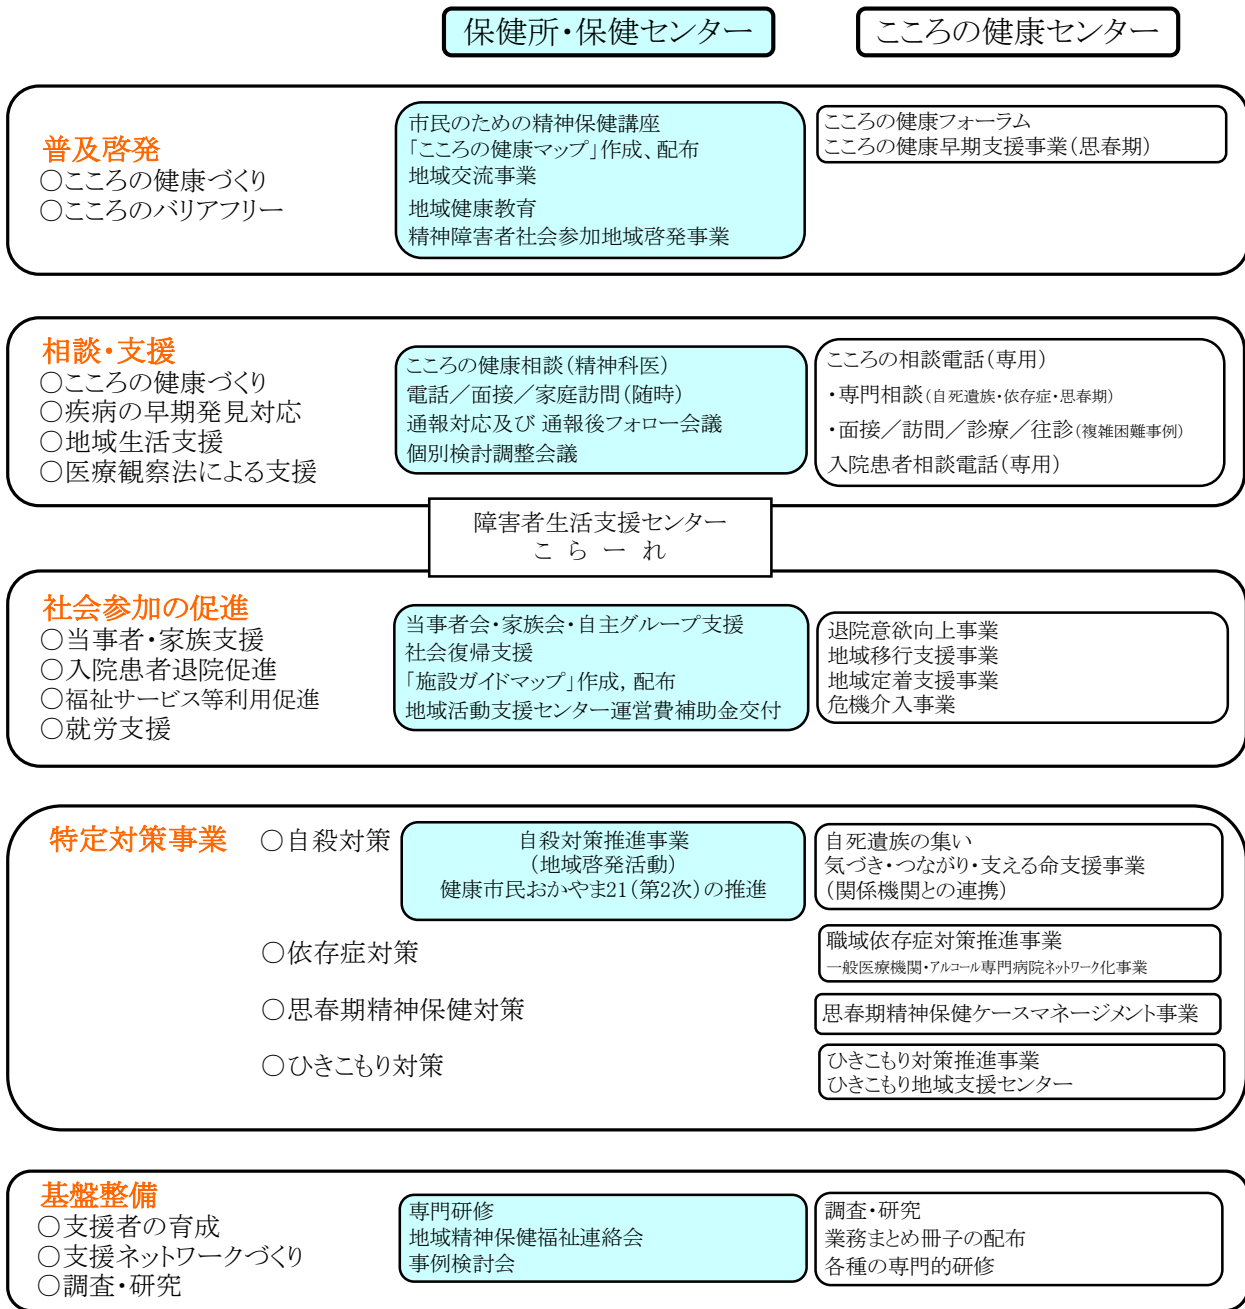 保健所・保健センター
こころの健康センター
普及啓発
○こころの健康づくり
○こころのバリアフリー
市民のための精神保健講座
「こころの健康マップ」作成、配布
地域交流事業
地域健康教育
精神障害者社会参加地域啓発事業
こころの健康フォーラム
こころの健康早期支援事業(思春期)
相談・支援
○こころの健康づくり
○疾病の早期発見対応
○地域生活支援
○医療観察法による支援
こころの健康相談(精神科医)
電話／面接／家庭訪問(随時)
通報対応及び 通報後フォロー会議
個別検討調整会議
こころの相談電話(専用)
・専門相談(自死遺族・依存症・思春期)
・面接／訪問／診療／往診(複雑困難事例)
入院患者相談電話(専用)
障害者生活支援センター
こ ら ー れ
社会参加の促進
○当事者・家族支援
○入院患者退院促進
○福祉サービス等利用促進
○就労支援
当事者会・家族会・自主グループ支援
社会復帰支援
「施設ガイドマップ」作成, 配布
地域活動支援センター運営費補助金交付
退院意欲向上事業
地域移行支援事業
地域定着支援事業
危機介入事業
特定対策事業
○自殺対策
自殺対策推進事業
(地域啓発活動)
健康市民おかやま21(第2次)の推進
自死遺族の集い
気づき・つながり・支える命支援事業
(関係機関との連携)
○依存症対策
職域依存症対策推進事業
一般医療機関・アルコール専門病院ネットワーク化事業
○思春期精神保健対策
思春期精神保健ケースマネージメント事業
○ひきこもり対策
ひきこもり対策推進事業
ひきこもり地域支援センター
基盤整備
○支援者の育成
○支援ネットワークづくり
○調査・研究
専門研修
地域精神保健福祉連絡会
事例検討会
調査・研究
業務まとめ冊子の配布
各種の専門的研修